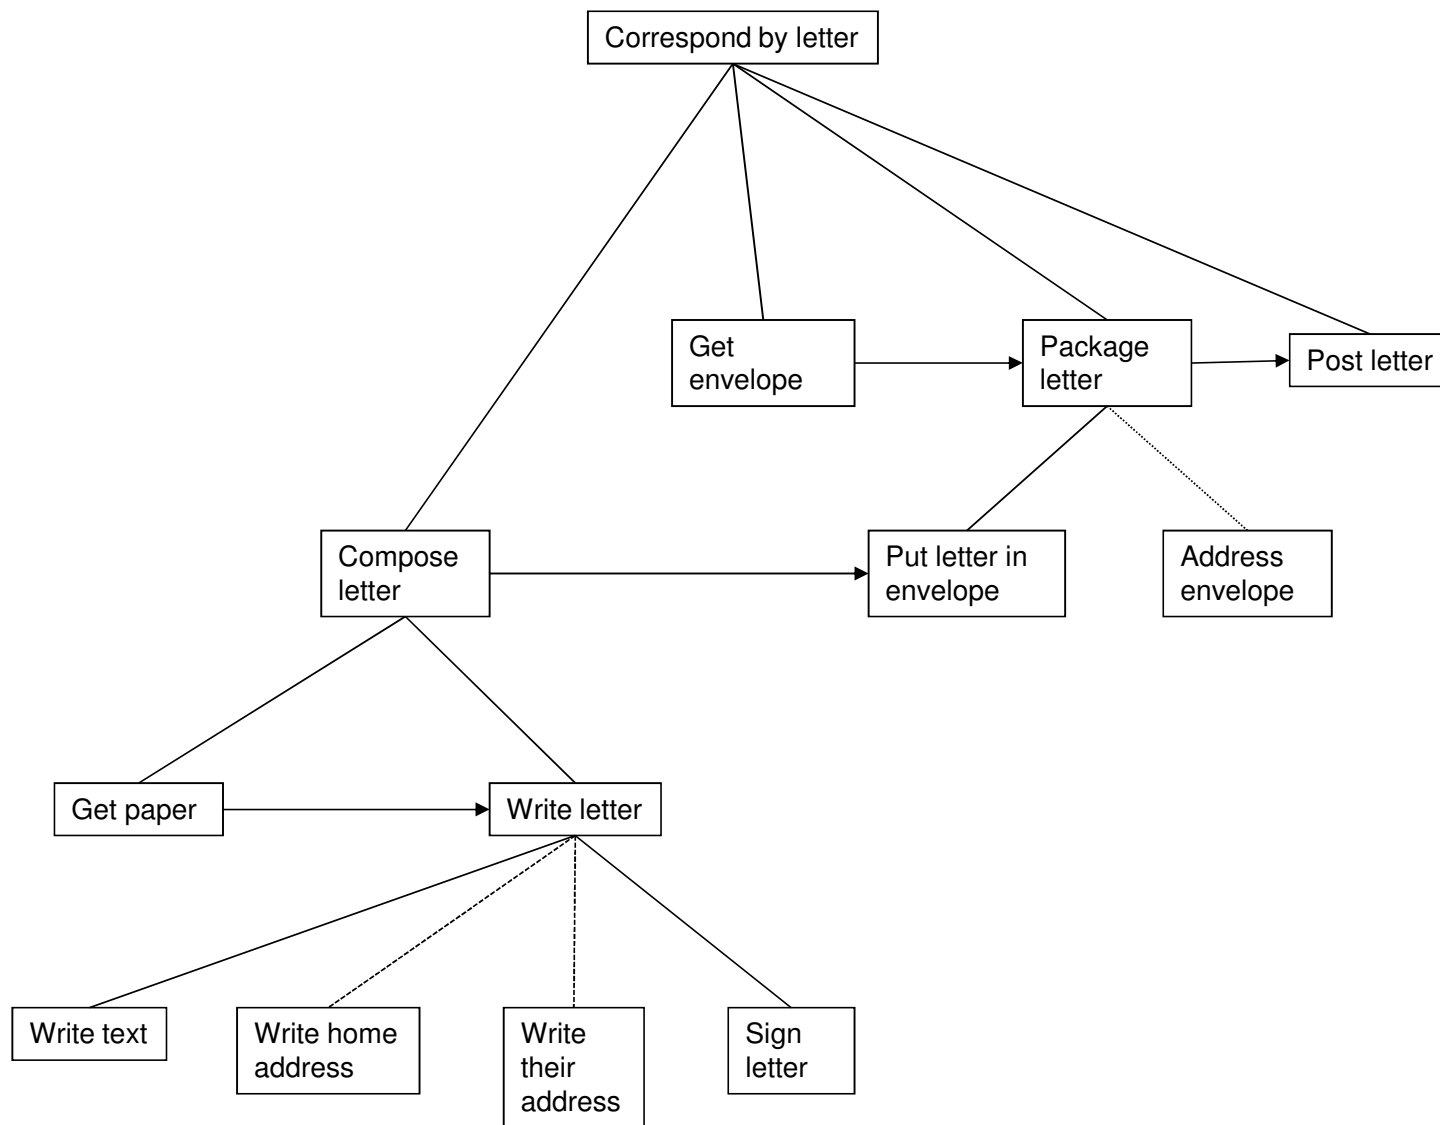 Correspond by letter
Get
envelope
Package
letter
Post letter
Compose
letter
Put letter in
envelope
Address
envelope
Get paper
Write letter
Write text
Write home
address
Write
their
address
Sign
letter